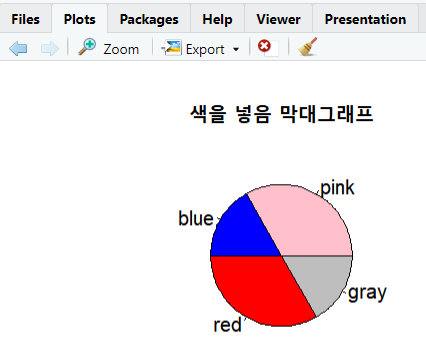 Files Plots Packages Help Viewer Presentation
Zoom Export
색을 넣음 막대그래프
pink
blue
gray
red